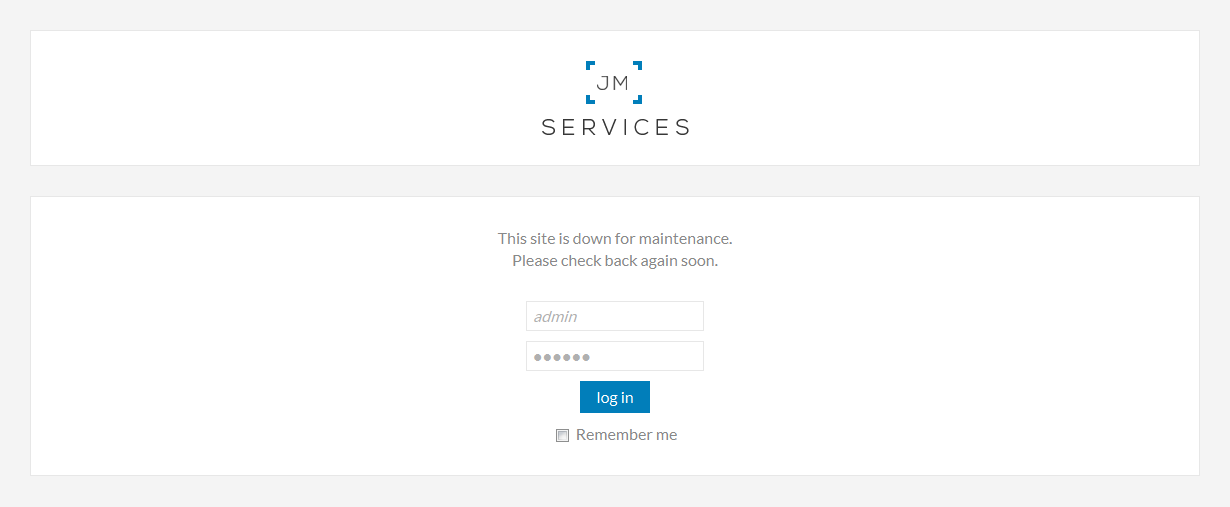 JM
SERVICES
This site is down for maintenance.
Please check back again soon.
admin
●●●●●●
log in
Remember me